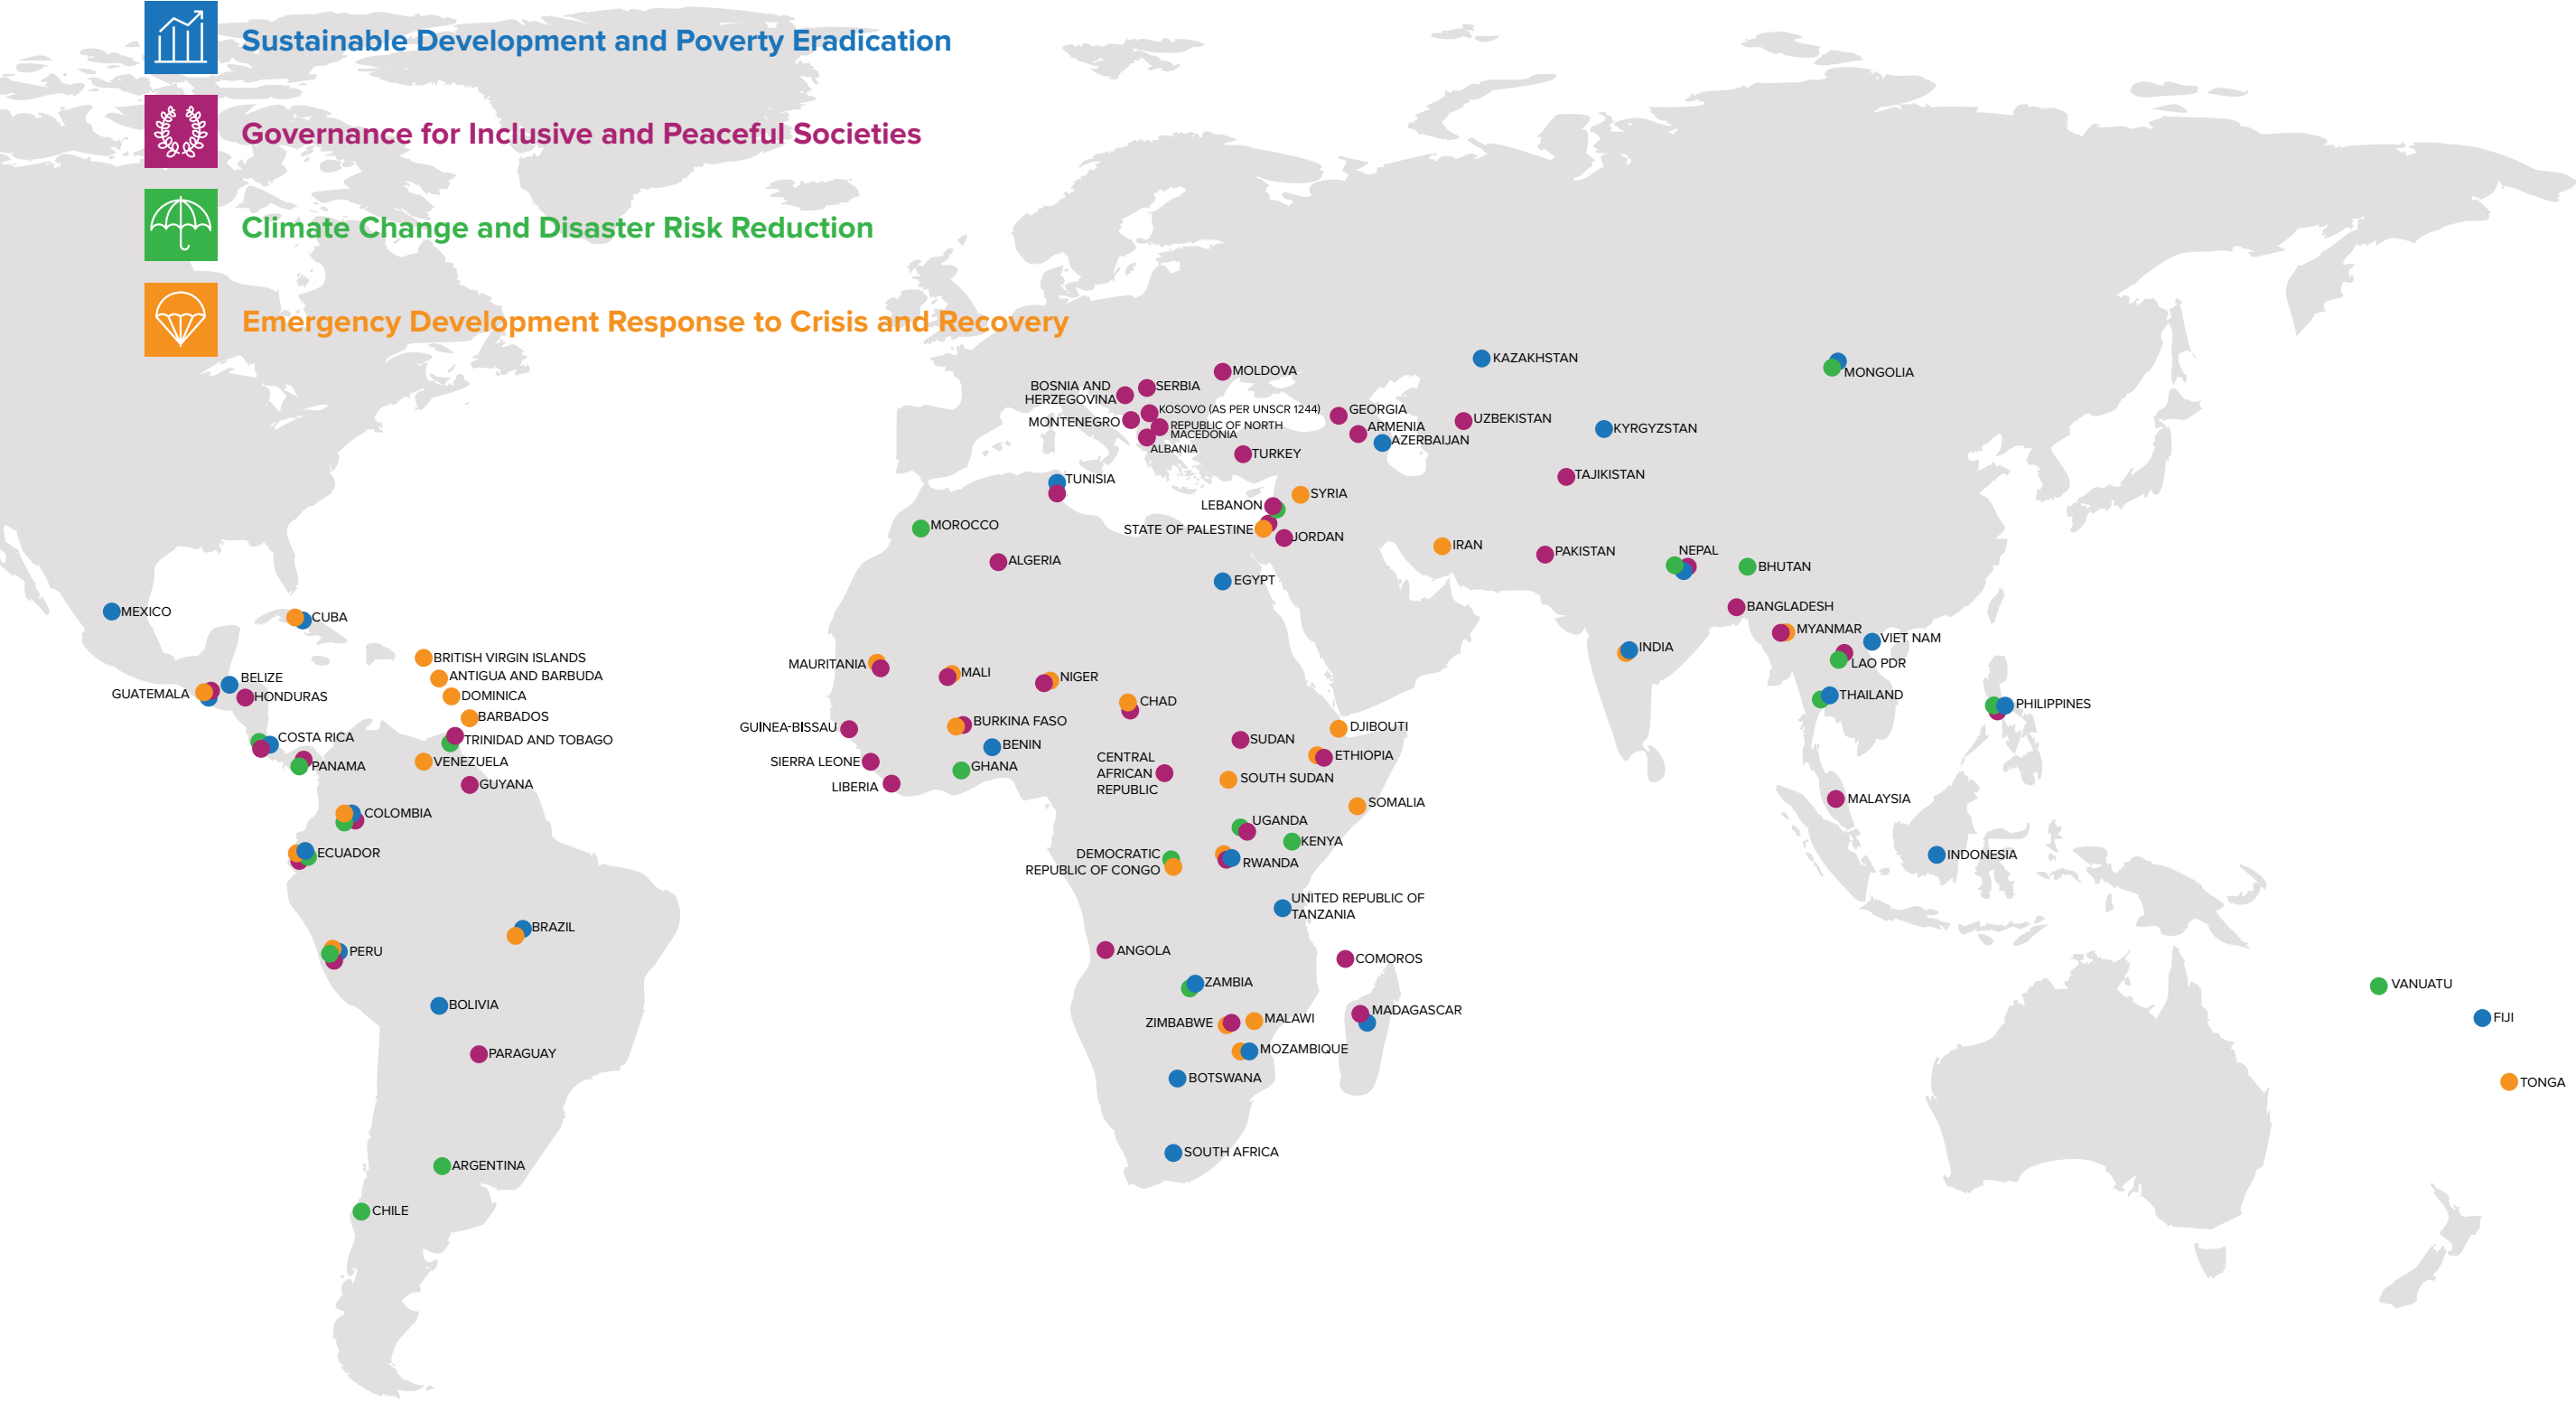 Sustainable Development and Poverty Eradication
Governance for Inclusive and Peaceful Societies
Climate Change and Disaster Risk Reduction
Emergency Development Response to Crisis and Recovery
KAZAKHSTAN
MONGOLIA
MOLDOVA
BOSNIA AND
HERZEGOVINA
SERBIA
KOSOVO (AS PER UNSCR 1244)
MONTENEGRO
REPUBLIC OF NORTH
MACEDONIA
ALBANIA
GEORGIA
ARMENIA
AZERBAIJAN
UZBEKISTAN
KYRGYZSTAN
TURKEY
TAJIKISTAN
TUNISIA
SYRIA
LEBANON
MOROCCO
STATE OF PALESTINE
JORDAN
ALGERIA
IRAN
PAKISTAN
NEPAL
BHUTAN
EGYPT
BANGLADESH
MYANMAR
VIET NAM
LAO PDR
INDIA
THAILAND
PHILIPPINES
MEXICO
CUBA
BRITISH VIRGIN ISLANDS
ANTIGUA AND BARBUDA
DOMINICA
BARBADOS
TRINIDAD AND TOBAGO
VENEZUELA
GUYANA
BELIZE
GUATEMALA
HONDURAS
COSTA RICA
PANAMA
COLOMBIA
ECUADOR
PERU
BRAZIL
BOLIVIA
PARAGUAY
ARGENTINA
CHILE
MAURITANIA
MALI
NIGER
CHAD
GUINEA-BISSAU
BURKINA FASO
BENIN
SIERRA LEONE
GHANA
LIBERIA
SUDAN
DJIBOUTI
ETHIOPIA
CENTRAL
AFRICAN
REPUBLIC
SOUTH SUDAN
SOMALIA
UGANDA
KENYA
DEMOCRATIC
REPUBLIC OF CONGO
RWANDA
UNITED REPUBLIC OF
TANZANIA
ANGOLA
COMOROS
ZAMBIA
MADAGASCAR
ZIMBABWE
MALAWI
MOZAMBIQUE
BOTSWANA
SOUTH AFRICA
MALAYSIA
INDONESIA
VANUATU
FIJI
TONGA